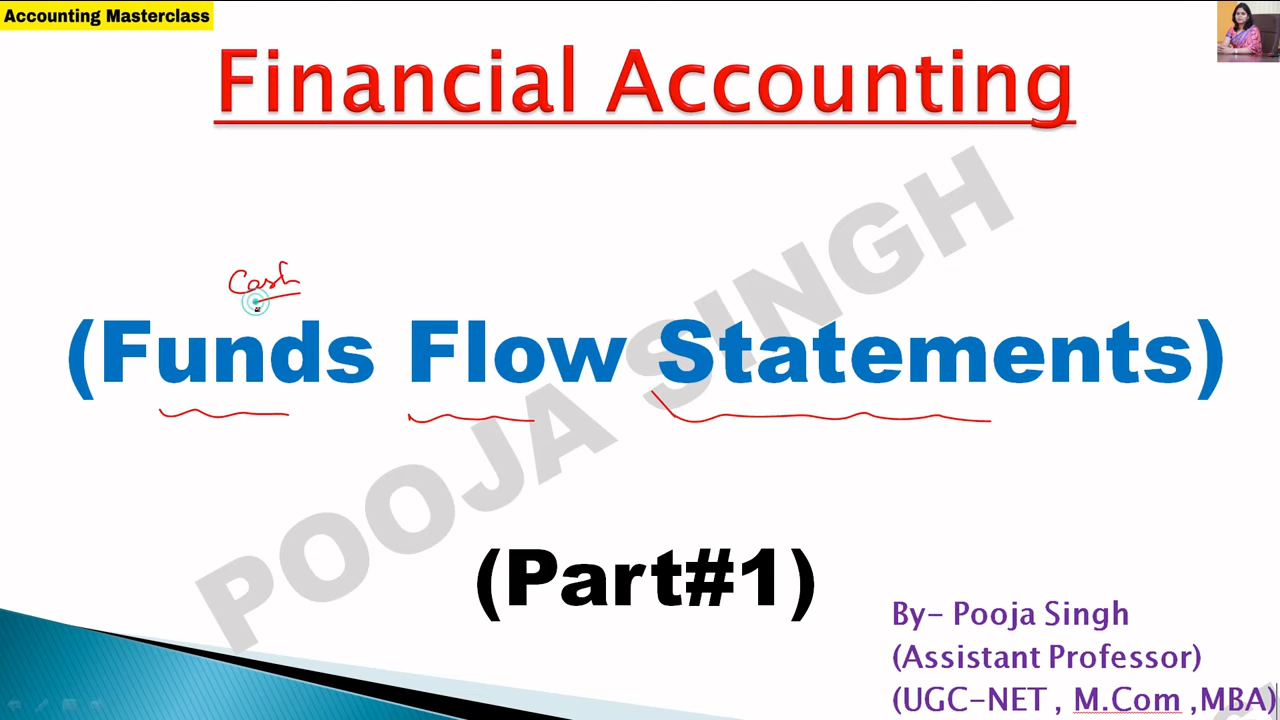 Accounting Masterclass
Financial Accounting
Cash
(Funds Flow Statements)
POOJA SINGH
(Part#1)
By- Pooja Singh
(Assistant Professor)
(UGC-NET , M.Com ,MBA)